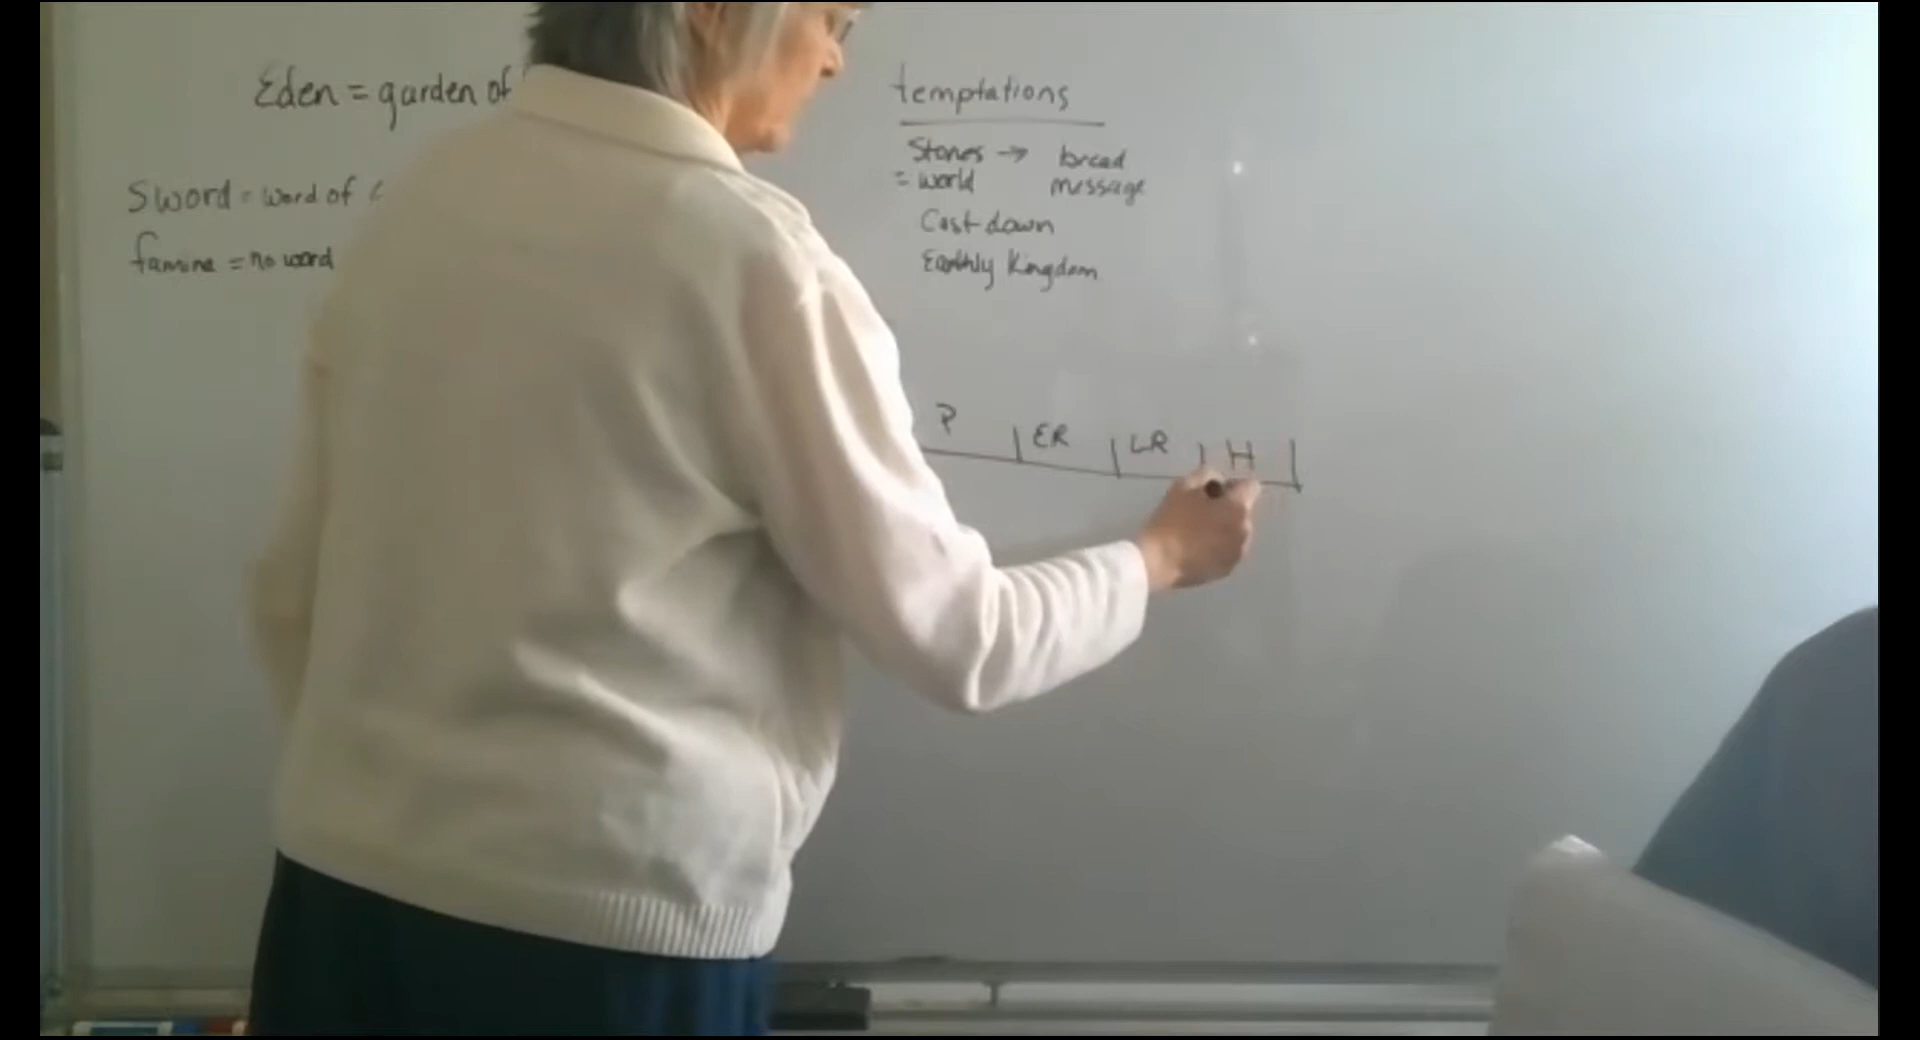 Eden = garden of
Sword = word of
famine = no word
temptations
Stones → bread
= world message
Cast down
Earthly Kingdom
P ER LR H